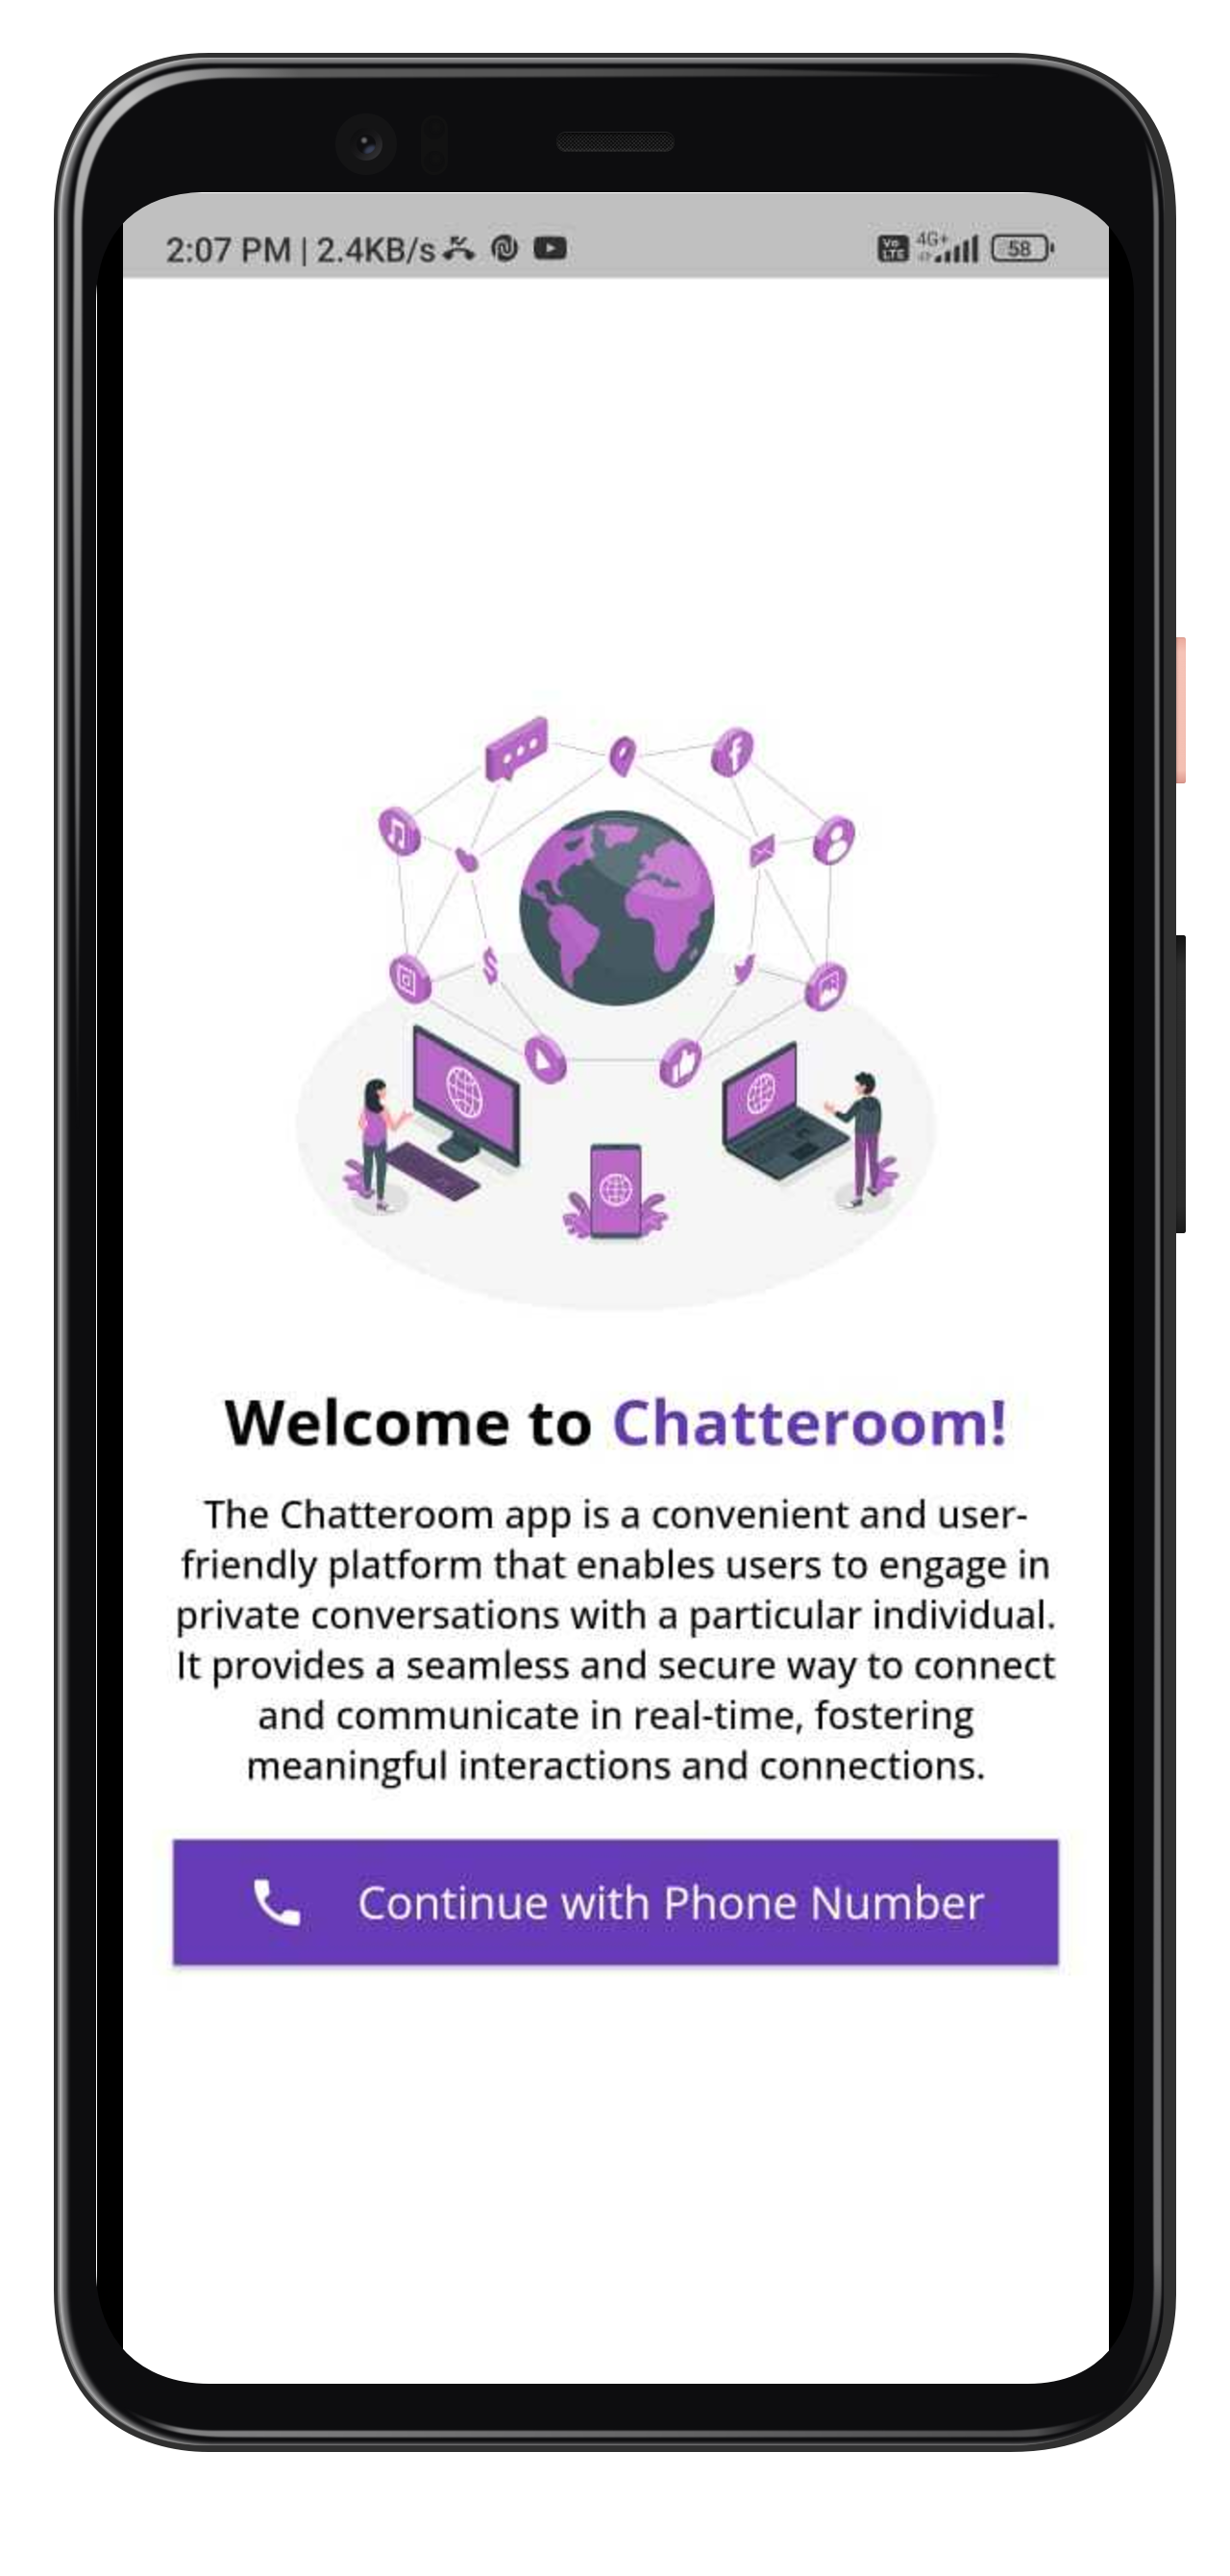 2:07 PM | 2.4KB/s Vo LTE 4G+ 58
Welcome to Chatteroom!
The Chatteroom app is a convenient and user-
friendly platform that enables users to engage in
private conversations with a particular individual.
It provides a seamless and secure way to connect
and communicate in real-time, fostering
meaningful interactions and connections.
Continue with Phone Number